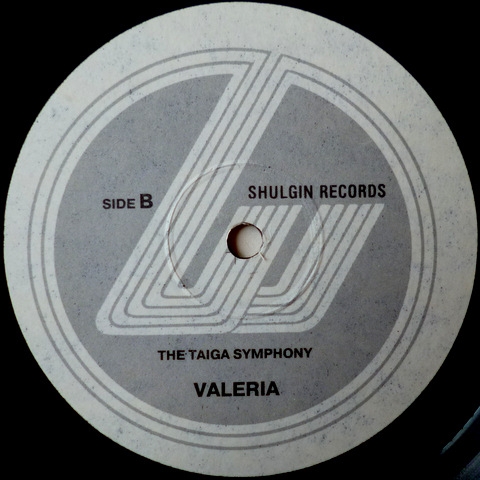 SIDE B
SHULGIN RECORDS
THE TAIGA SYMPHONY
VALERIA